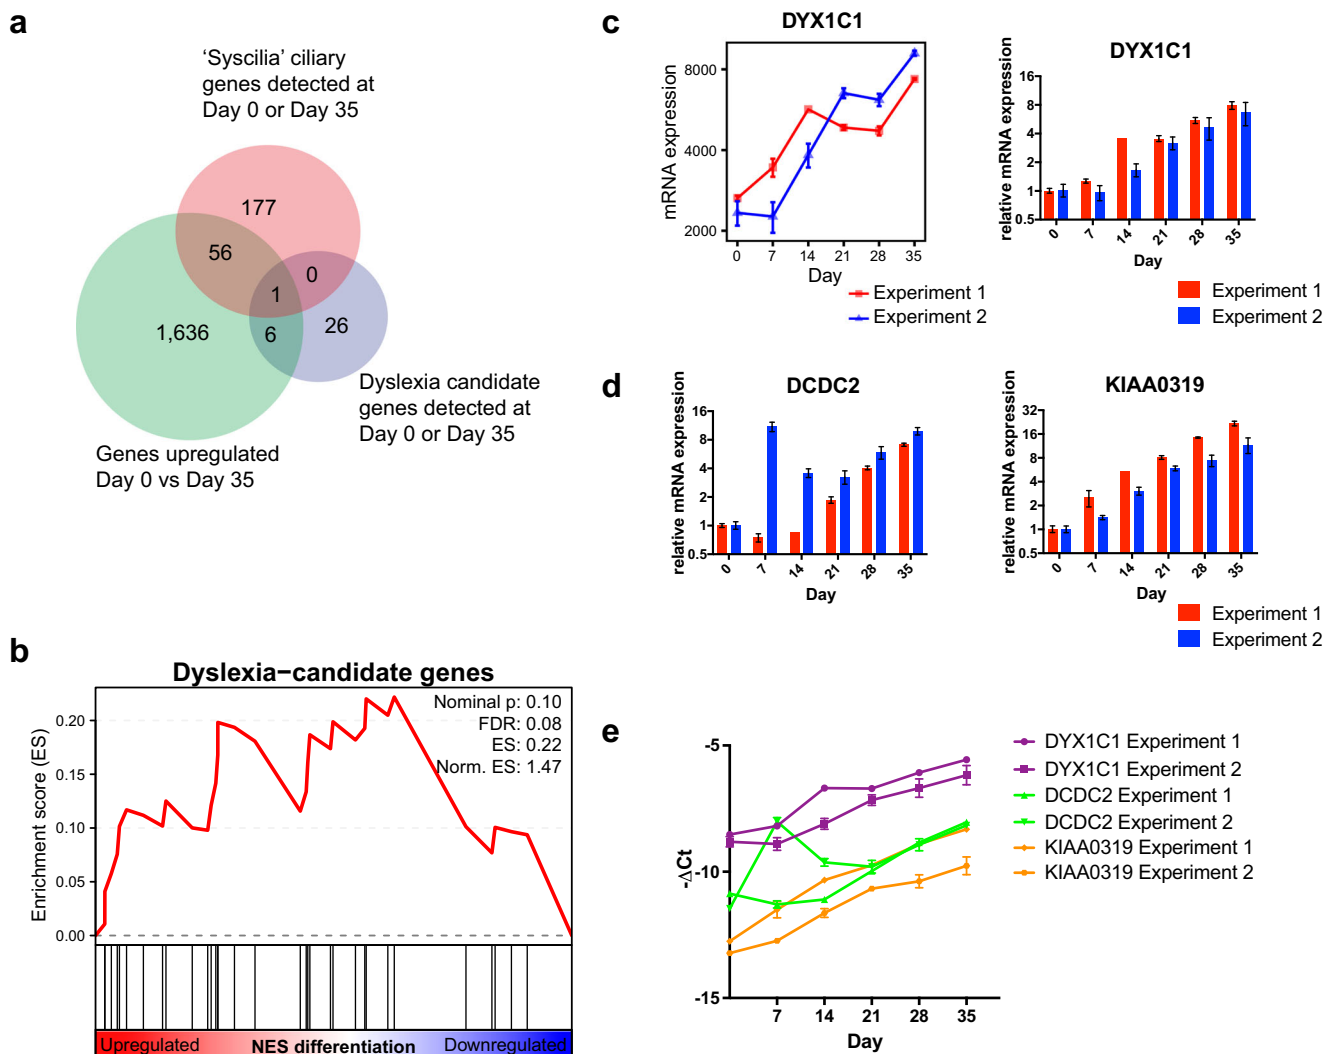 a
‘Syscilia’ ciliary
genes detected at
Day 0 or Day 35
177
56
0
1
1,636
6
26
Dyslexia candidate
genes detected at
Day 0 or Day 35
Genes upregulated
Day 0 vs Day 35
b
Dyslexia−candidate genes
Nominal p: 0.10
FDR: 0.08
ES: 0.22
Norm. ES: 1.47
Enrichment score (ES)
0.20
0.15
0.10
0.05
0.00
Upregulated NES differentiation Downregulated
c
DYX1C1
mRNA expression
8000
4000
2000
0 7 14 21 28 35
Day
Experiment 1
Experiment 2
DYX1C1
relative mRNA expression
16
8
4
2
1
0.5
0 7 14 21 28 35
Day
Experiment 1
Experiment 2
d
DCDC2
relative mRNA expression
16
8
4
2
1
0.5
0 7 14 21 28 35
Day
KIAA0319
relative mRNA expression
32
16
8
4
2
1
0.5
0 7 14 21 28 35
Day
Experiment 1
Experiment 2
e
-ΔCt
-5
-10
-15
7 14 21 28 35
Day
DYX1C1 Experiment 1
DYX1C1 Experiment 2
DCDC2 Experiment 1
DCDC2 Experiment 2
KIAA0319 Experiment 1
KIAA0319 Experiment 2